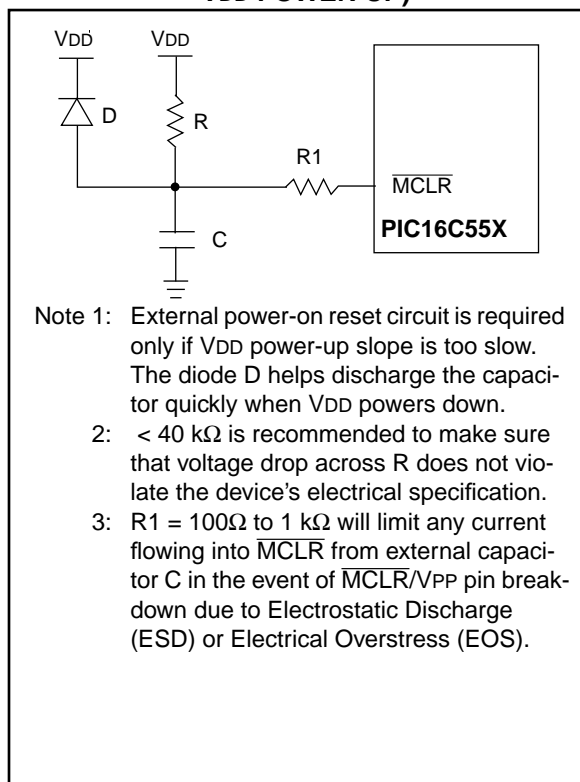 VDD POWER-UP)
VDD VDD
D
R
R1
MCLR
PIC16C55X
C
Note 1: External power-on reset circuit is required
only if VDD power-up slope is too slow.
The diode D helps discharge the capaci-
tor quickly when VDD powers down.
2: < 40 kΩ is recommended to make sure
that voltage drop across R does not vio-
late the device's electrical specification.
3: R1 = 100Ω to 1 kΩ will limit any current
flowing into MCLR from external capaci-
tor C in the event of MCLR/VPP pin break-
down due to Electrostatic Discharge
(ESD) or Electrical Overstress (EOS).